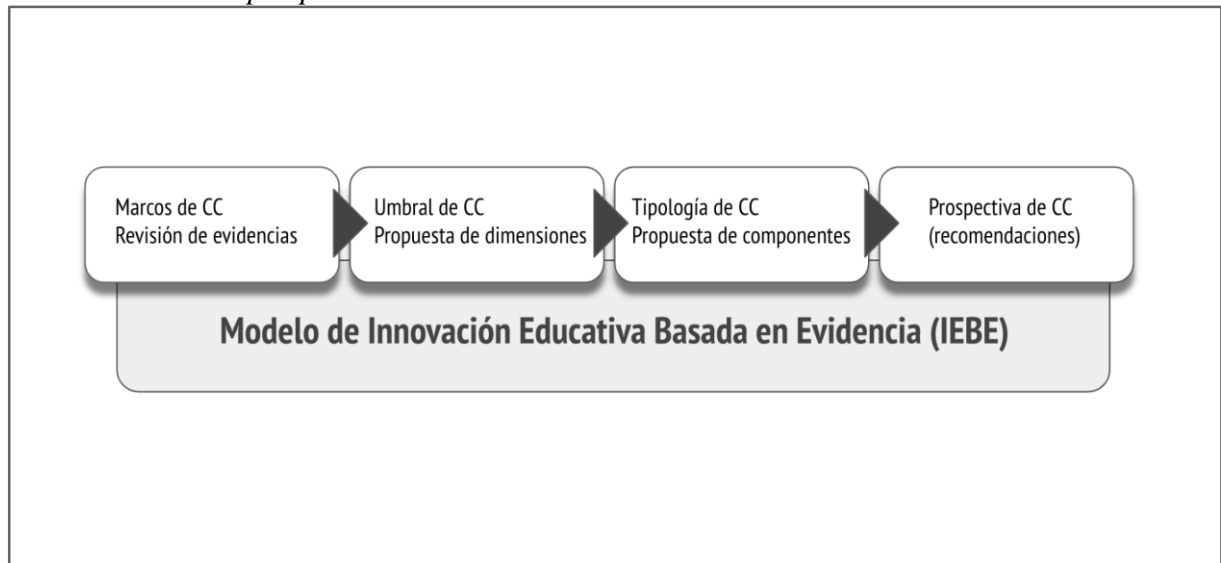 Marcos de CC
Revisión de evidencias
Umbral de CC
Propuesta de dimensiones
Tipología de CC
Propuesta de componentes
Prospectiva de CC
(recomendaciones)
Modelo de Innovación Educativa Basada en Evidencia (IEBE)